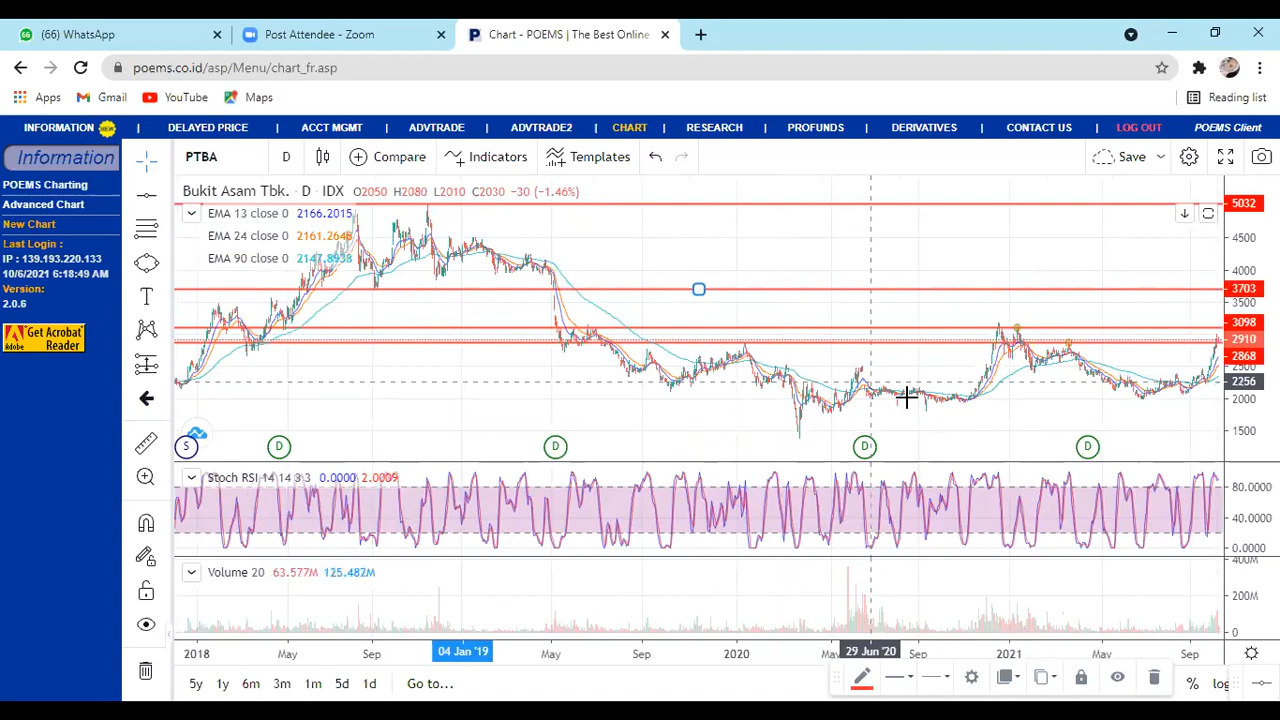 (66) WhatsApp
Post Attendee - Zoom
Chart - POEMS | The Best Online
poems.co.id/asp/Menu/chart_fr.asp
Apps Gmail YouTube Maps Reading list
INFORMATION NEW | DELAYED PRICE | ACCT MGMT | ADVTRADE | ADVTRADE2 | CHART | RESEARCH | PROFUNDS | DERIVATIVES | CONTACT US | LOG OUT POEMS Client
Information
POEMS Charting
Advanced Chart
New Chart
Last Login :
IP : 139.193.220.133
10/6/2021 6:18:49 AM
Version:
2.0.6
Get Acrobat
Reader
Adobe
PTBA D Compare Indicators Templates Save
Bukit Asam Tbk. · D · IDX O2050 H2080 L2010 C2030 −30 (−1.46%)
EMA 13 close 0 2166.2015
EMA 24 close 0
EMA 90 close 0
5032
4500
4000
3703
3500
3098
2910
2868
2500
2256
2000
1500
S D D D D
Stoch RSI 14 14 3 3 0.0000 2.0009
80.0000
40.0000
0.0000
Volume 20 63.577M 125.487M
400M
200M
0
2018 May Sep 04 Jan '19 May Sep 2020 May 29 Jun '20 Sep 2021 May Sep
5y 1y 6m 3m 1m 5d 1d Go to... % log